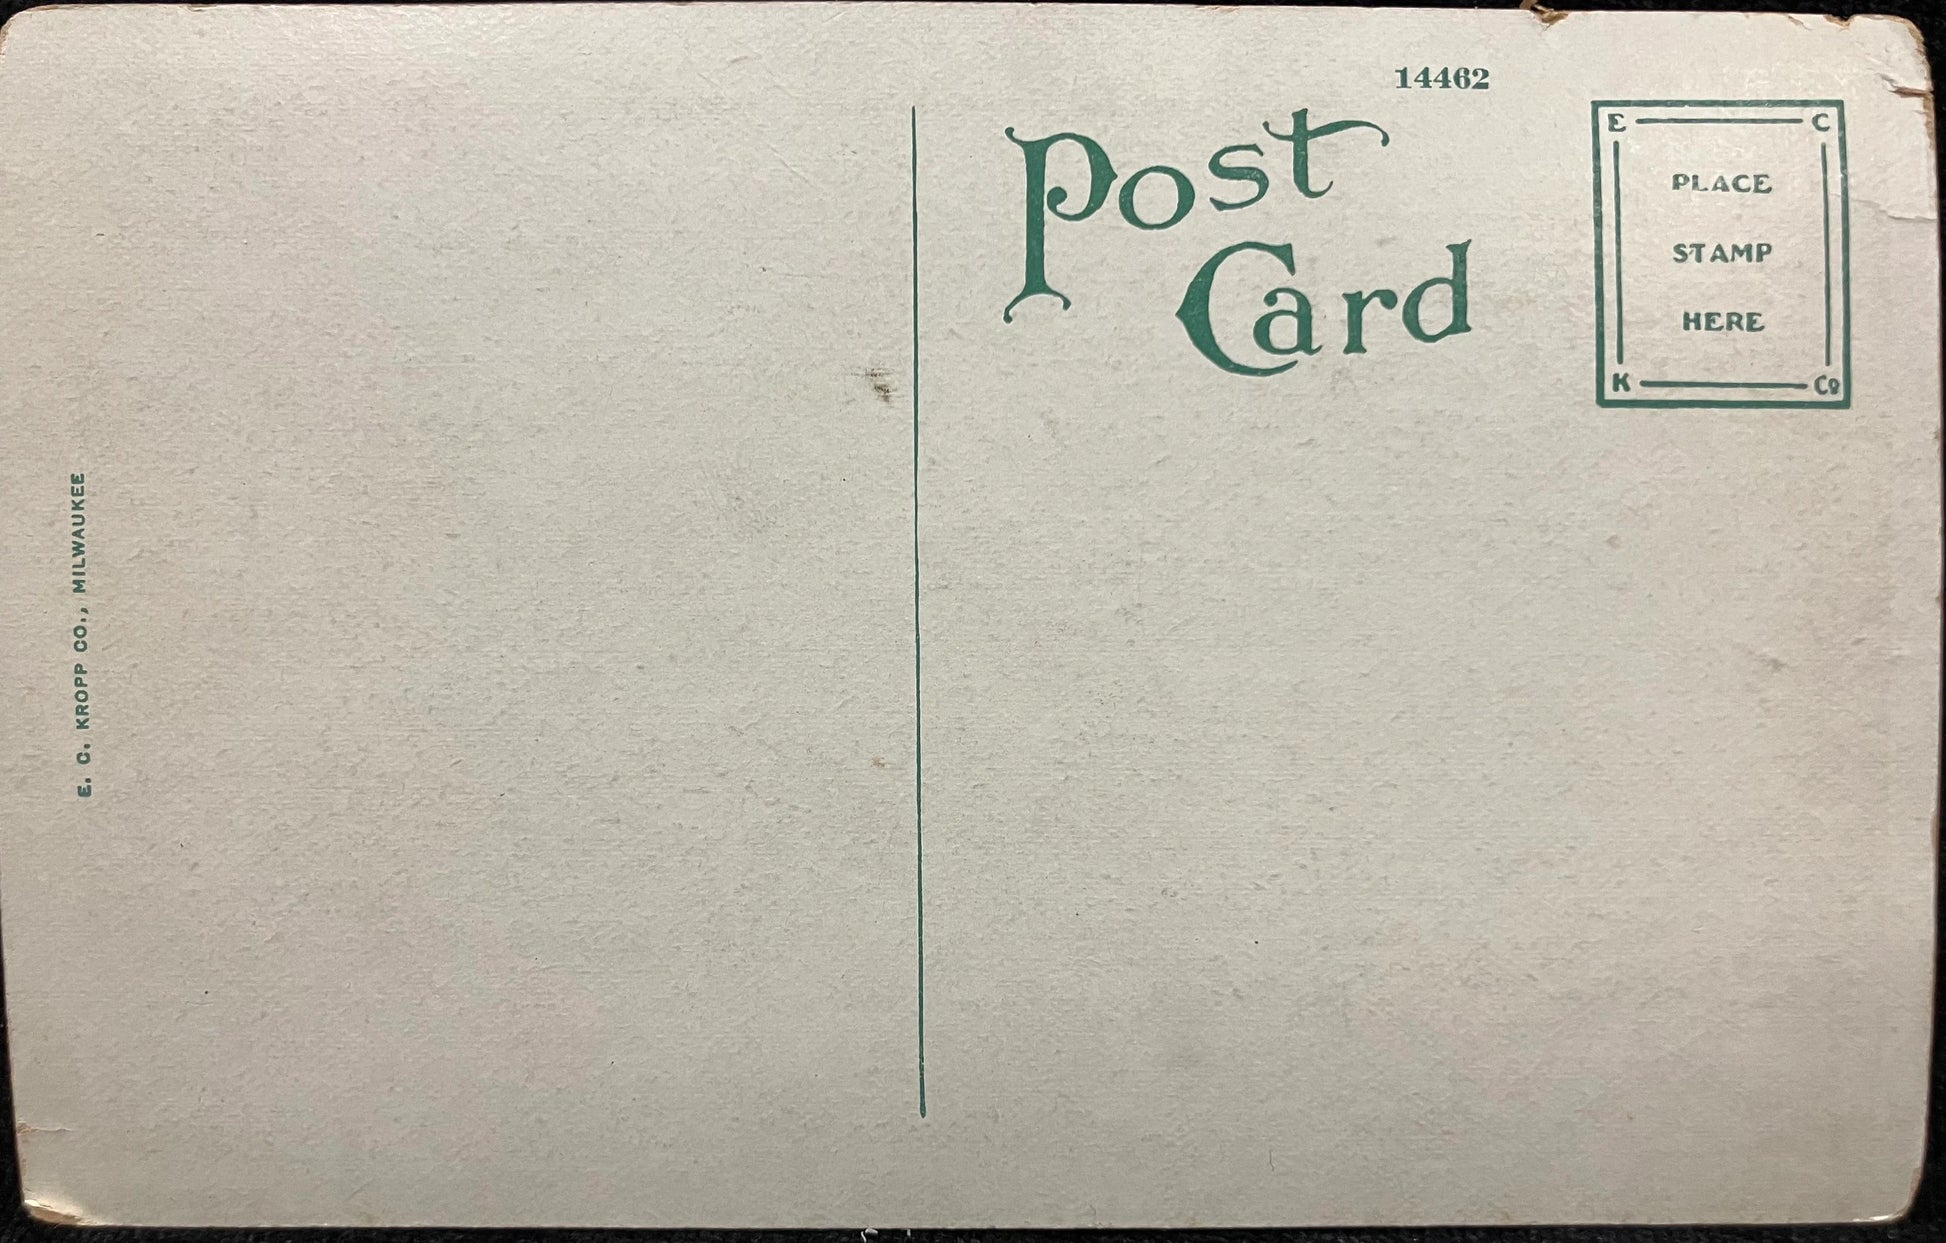 14462
Post
Card
E C
PLACE
STAMP
HERE
K Co
E. C. KROPP CO., MILWAUKEE